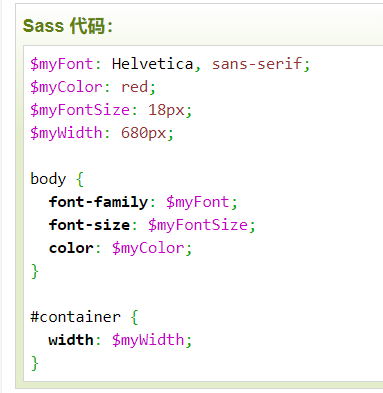 Sass 代码：
$myFont: Helvetica, sans-serif;
$myColor: red;
$myFontSize: 18px;
$myWidth: 680px;
body {
font-family: $myFont;
font-size: $myFontSize;
color: $myColor;
}
#container {
width: $myWidth;
}